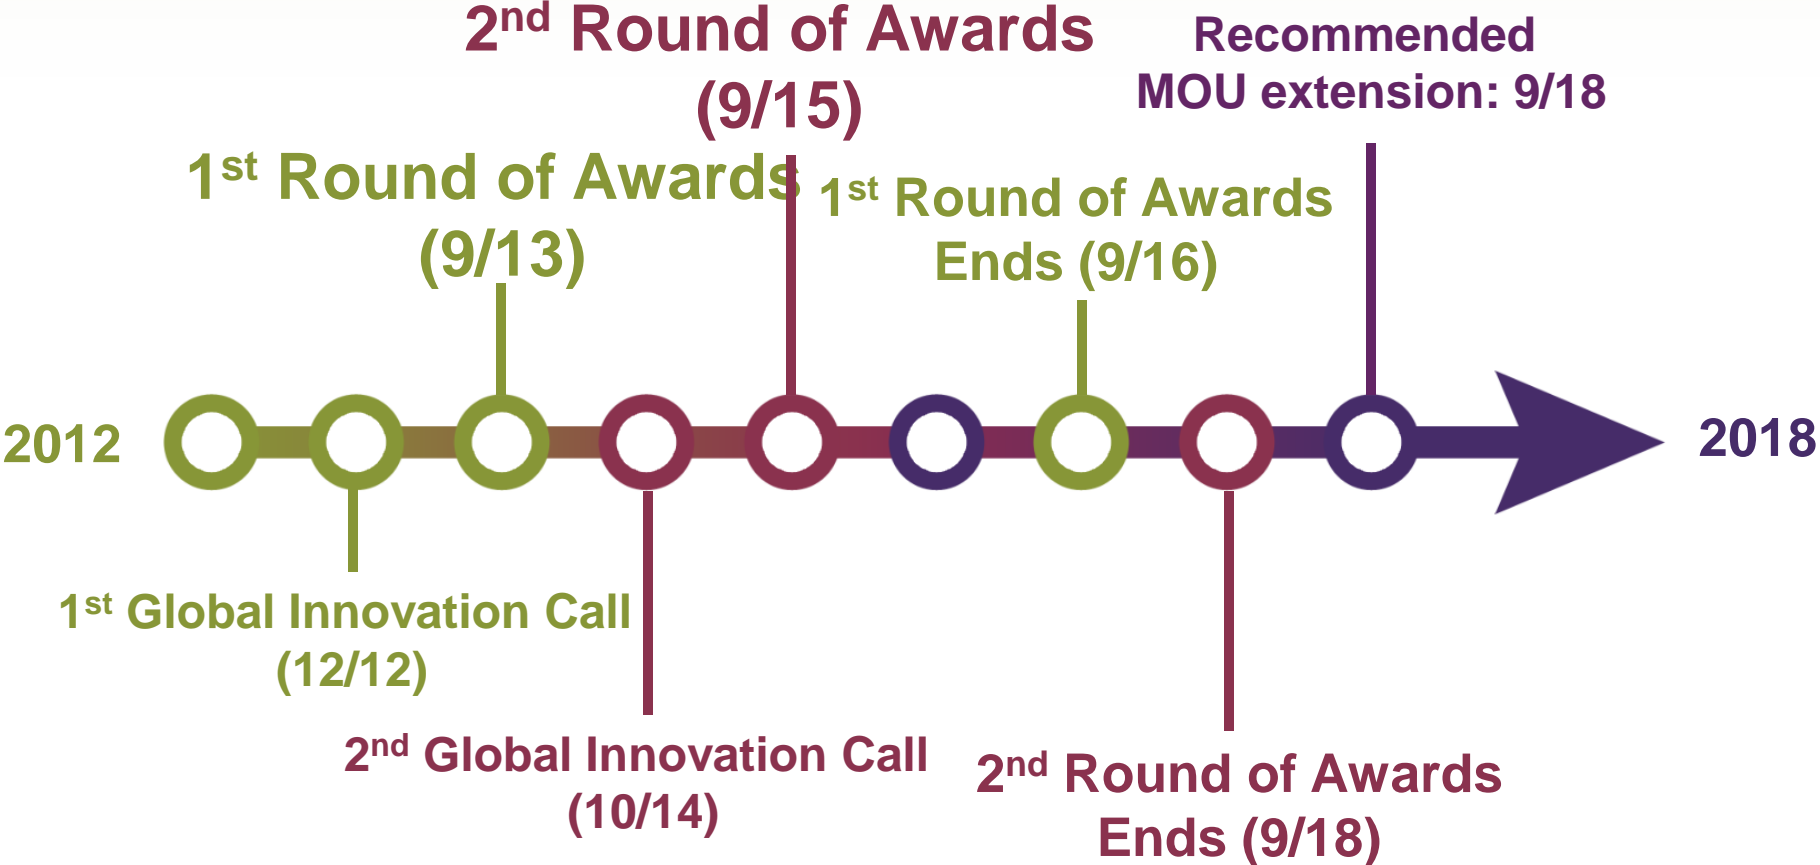 2nd Round of Awards
(9/15)
Recommended
MOU extension: 9/18
1st Round of Awards
(9/13)
1st Round of Awards
Ends (9/16)
2012
2018
1st Global Innovation Call
(12/12)
2nd Global Innovation Call
(10/14)
2nd Round of Awards
Ends (9/18)